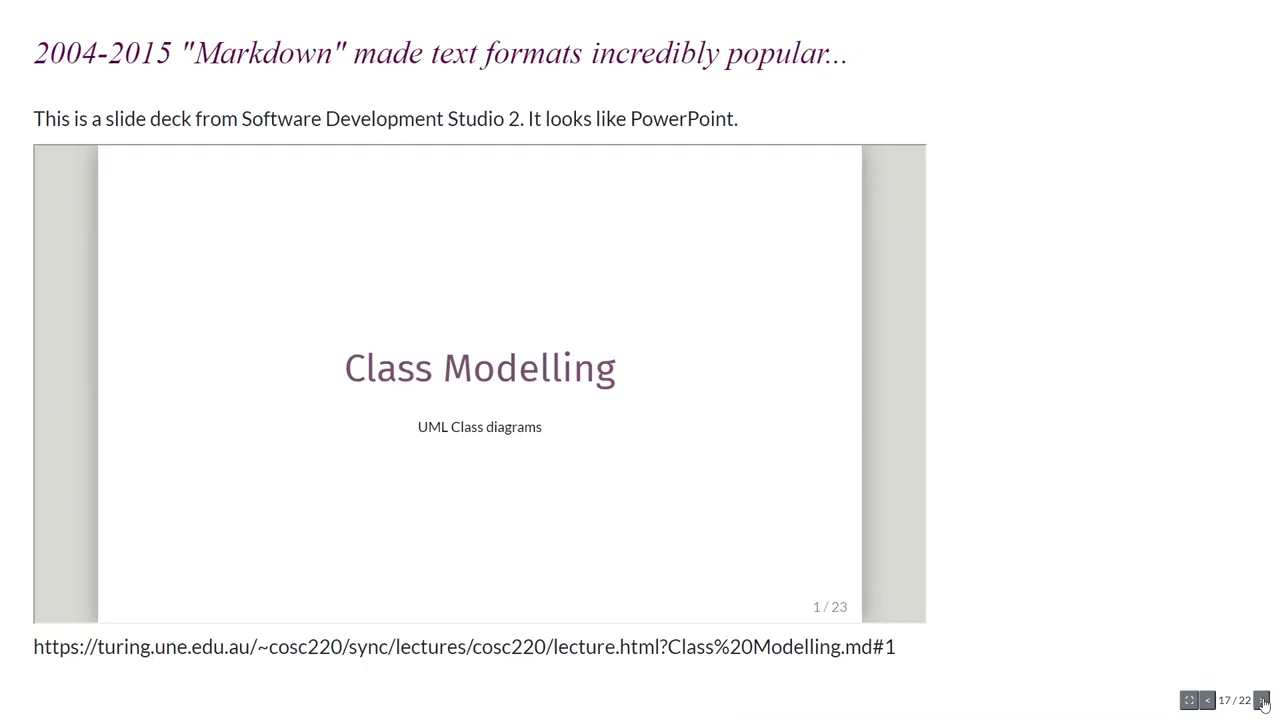 2004-2015 "Markdown" made text formats incredibly popular...
This is a slide deck from Software Development Studio 2. It looks like PowerPoint.
Class Modelling
UML Class diagrams
1 / 23
https://turing.une.edu.au/~cosc220/sync/lectures/cosc220/lecture.html?Class%20Modelling.md#1
< 17 / 22